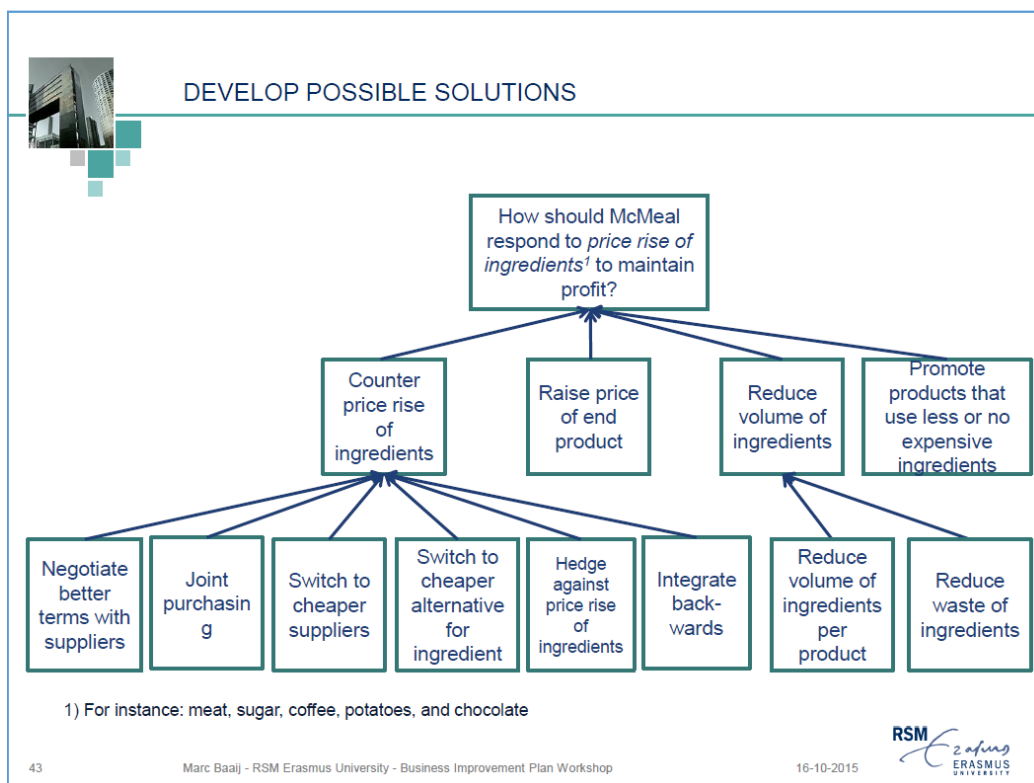 DEVELOP POSSIBLE SOLUTIONS
How should McMeal
respond to price rise of
ingredients¹ to maintain
profit?
Counter
price rise
of
ingredients
Raise price
of end
product
Reduce
volume of
ingredients
Promote
products that
use less or no
expensive
ingredients
Negotiate
better
terms with
suppliers
Joint
purchasin
g
Switch to
cheaper
suppliers
Switch to
cheaper
alternative
for
ingredient
Hedge
against
price rise
of
ingredients
Integrate
back-
wards
Reduce
volume of
ingredients
per
product
Reduce
waste of
ingredients
1) For instance: meat, sugar, coffee, potatoes, and chocolate
43
Marc Baaij - RSM Erasmus University - Business Improvement Plan Workshop
16-10-2015
RSM
Erasmus
ERASMUS
UNIVERSITY